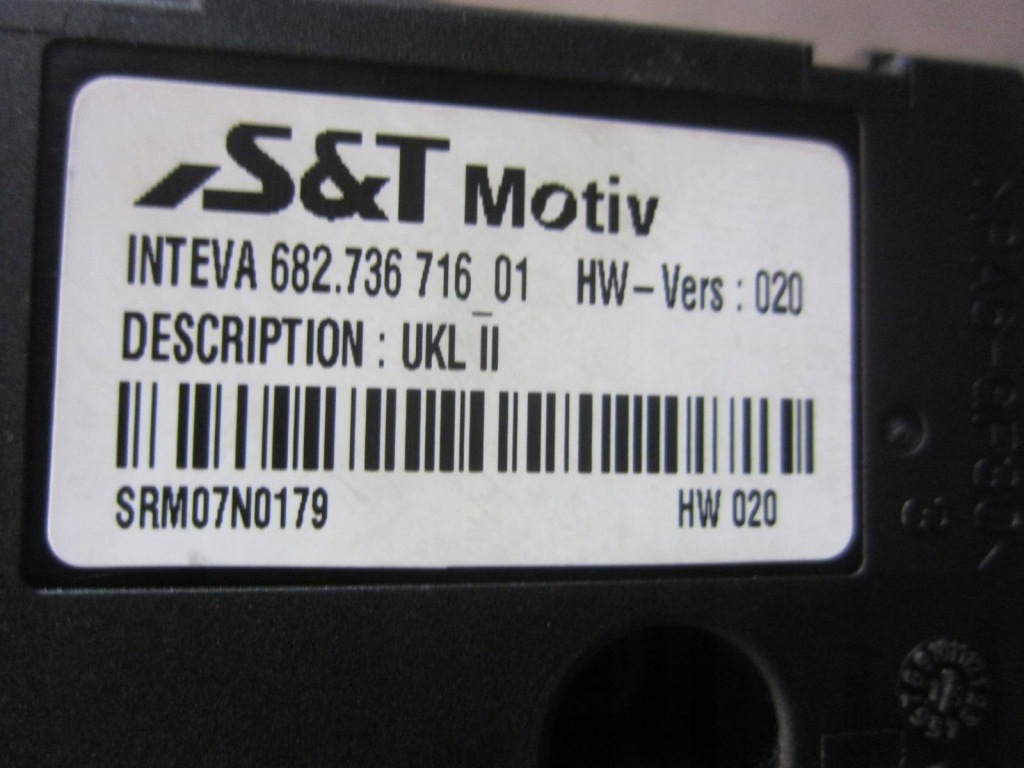 S&T Motiv
INTEVA 682.736 716_01 HW-Vers : 020
DESCRIPTION : UKL II
SRM07N0179 HW 020